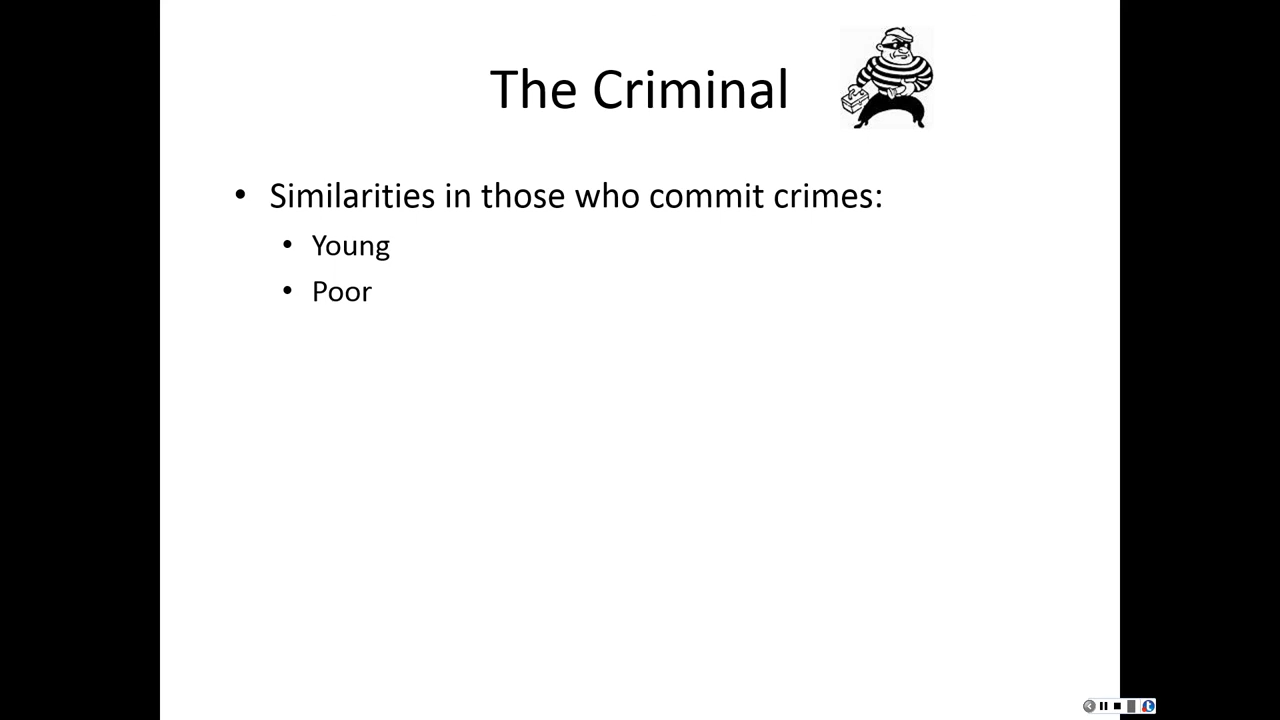 The Criminal
• Similarities in those who commit crimes:
• Young
• Poor